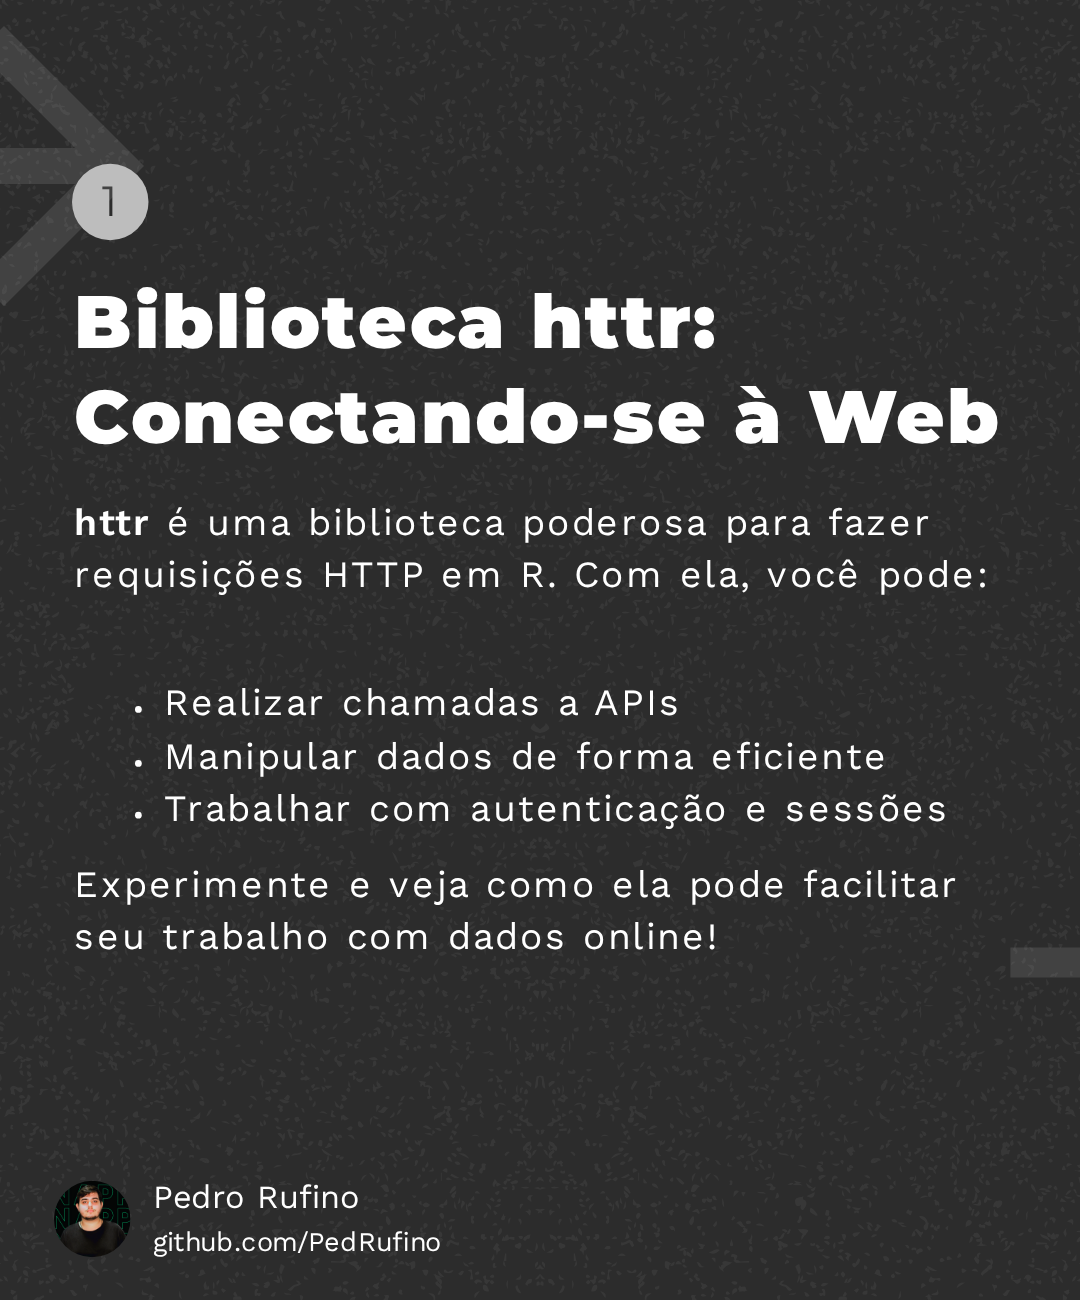 1
Biblioteca httr:
Conectando-se à Web
httr é uma biblioteca poderosa para fazer
requisições HTTP em R. Com ela, você pode:
• Realizar chamadas a APIs
• Manipular dados de forma eficiente
• Trabalhar com autenticação e sessões
Experimente e veja como ela pode facilitar
seu trabalho com dados online!
Pedro Rufino
github.com/PedRufino